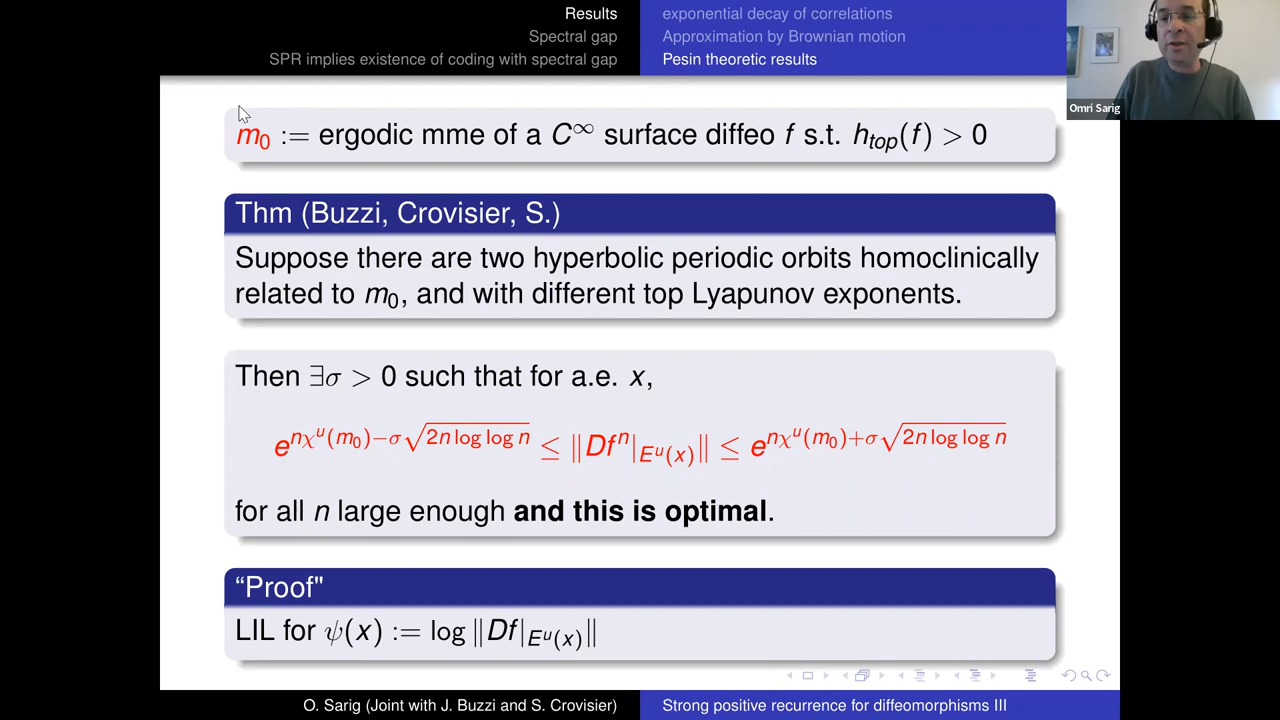 Results
Spectral gap
SPR implies existence of coding with spectral gap
exponential decay of correlations
Approximation by Brownian motion
Pesin theoretic results
Omri Sarig
m₀ := ergodic mme of a C^∞ surface diffeo f s.t. h_top(f) > 0
Thm (Buzzi, Crovisier, S.)
Suppose there are two hyperbolic periodic orbits homoclinically
related to m₀, and with different top Lyapunov exponents.
Then ∃σ > 0 such that for a.e. x,
e^{nχ^u(m₀)−σ√(2n log log n)} ≤ ‖Df^n|_{E^u(x)}‖ ≤ e^{nχ^u(m₀)+σ√(2n log log n)}
for all n large enough and this is optimal.
“Proof"
LIL for ψ(x) := log ‖Df|_{E^u(x)}‖
O. Sarig (Joint with J. Buzzi and S. Crovisier)
Strong positive recurrence for diffeomorphisms III